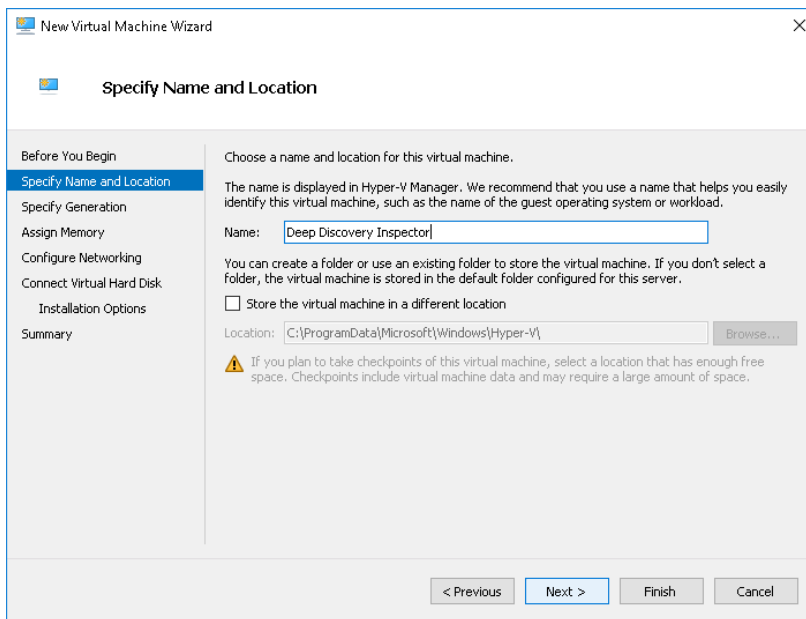 New Virtual Machine Wizard
Specify Name and Location
Before You Begin
Specify Name and Location
Specify Generation
Assign Memory
Configure Networking
Connect Virtual Hard Disk
Installation Options
Summary
Choose a name and location for this virtual machine.
The name is displayed in Hyper-V Manager. We recommend that you use a name that helps you easily
identify this virtual machine, such as the name of the guest operating system or workload.
Name: Deep Discovery Inspector
You can create a folder or use an existing folder to store the virtual machine. If you don't select a
folder, the virtual machine is stored in the default folder configured for this server.
Store the virtual machine in a different location
Location: C:\ProgramData\Microsoft\Windows\Hyper-V\ Browse...
If you plan to take checkpoints of this virtual machine, select a location that has enough free
space. Checkpoints include virtual machine data and may require a large amount of space.
< Previous Next > Finish Cancel